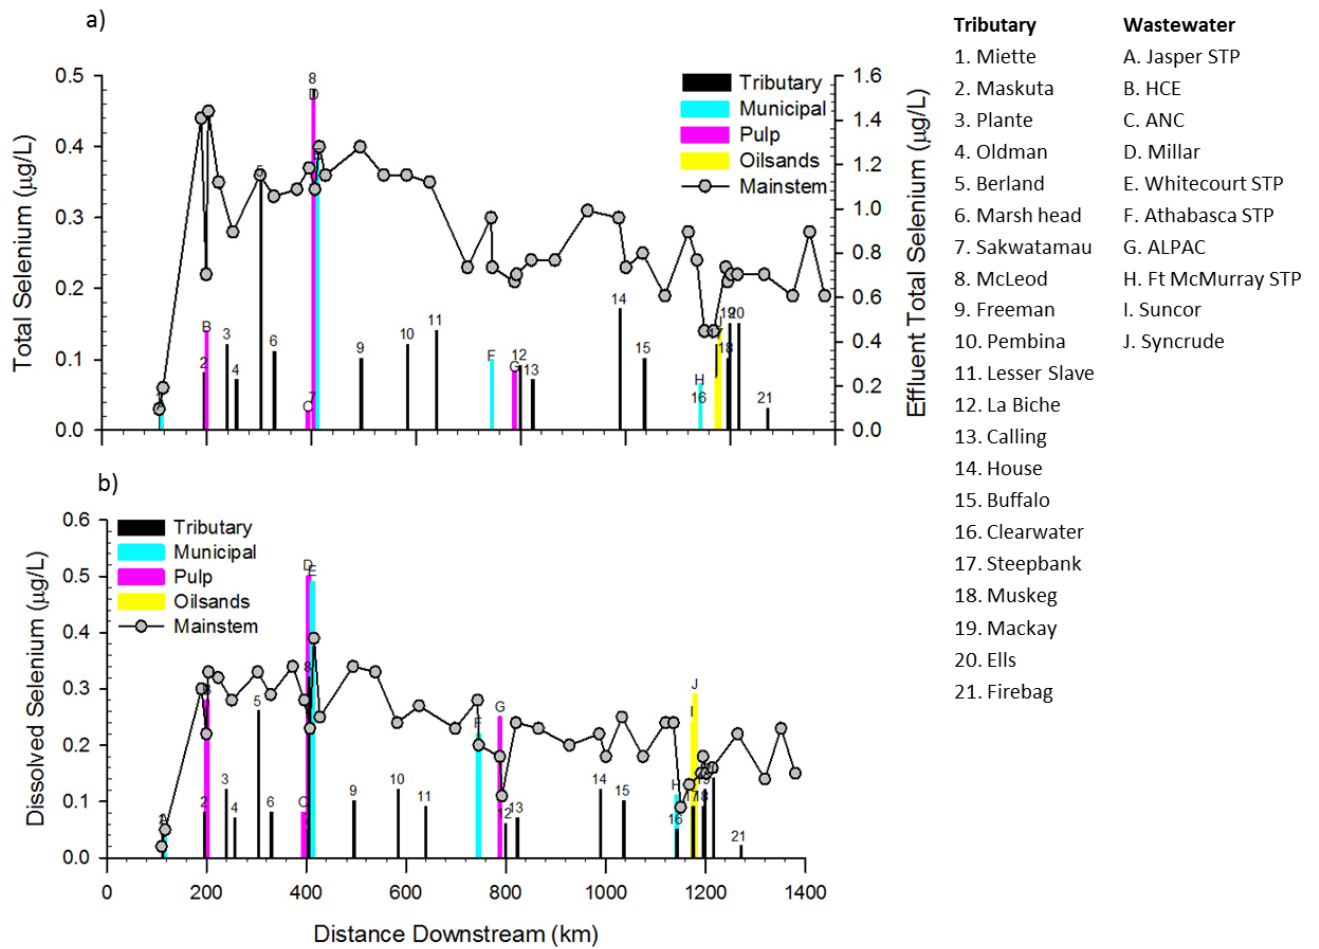 a)
Total Selenium (µg/L)
0.5
0.4
0.3
0.2
0.1
0.0
1.6
1.4
1.2
1.0
0.8
0.6
0.4
0.2
0.0
Effluent Total Selenium (µg/L)
Tributary
Municipal
Pulp
Oilsands
Mainstem
2
B
3
4
5
6
C
7
8
D
9
10
11
F
G
12
13
14
15
H
16
17
J
18
19
20
21
b)
Dissolved Selenium (µg/L)
0.6
0.5
0.4
0.3
0.2
0.1
0.0
Tributary
Municipal
Pulp
Oilsands
Mainstem
2
3
4
5
6
C
8
D
E
9
10
11
F
G
12
13
14
15
H
16
I
J
17
18
21
0
200
400
600
800
1000
1200
1400
Distance Downstream (km)
Tributary
1. Miette
2. Maskuta
3. Plante
4. Oldman
5. Berland
6. Marsh head
7. Sakwatamau
8. McLeod
9. Freeman
10. Pembina
11. Lesser Slave
12. La Biche
13. Calling
14. House
15. Buffalo
16. Clearwater
17. Steepbank
18. Muskeg
19. Mackay
20. Ells
21. Firebag
Wastewater
A. Jasper STP
B. HCE
C. ANC
D. Millar
E. Whitecourt STP
F. Athabasca STP
G. ALPAC
H. Ft McMurray STP
I. Suncor
J. Syncrude